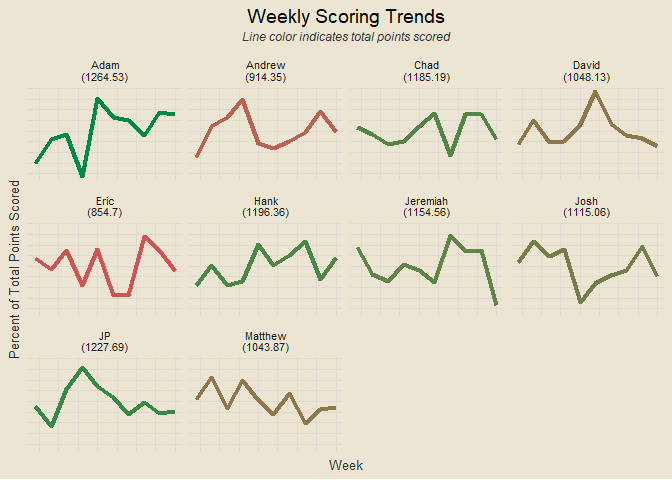 Weekly Scoring Trends
Line color indicates total points scored
Adam
(1264.53)
Andrew
(914.35)
Chad
(1185.19)
David
(1048.13)
Eric
(854.7)
Hank
(1196.36)
Jeremiah
(1154.56)
Josh
(1115.06)
JP
(1227.69)
Matthew
(1043.87)
Percent of Total Points Scored
Week